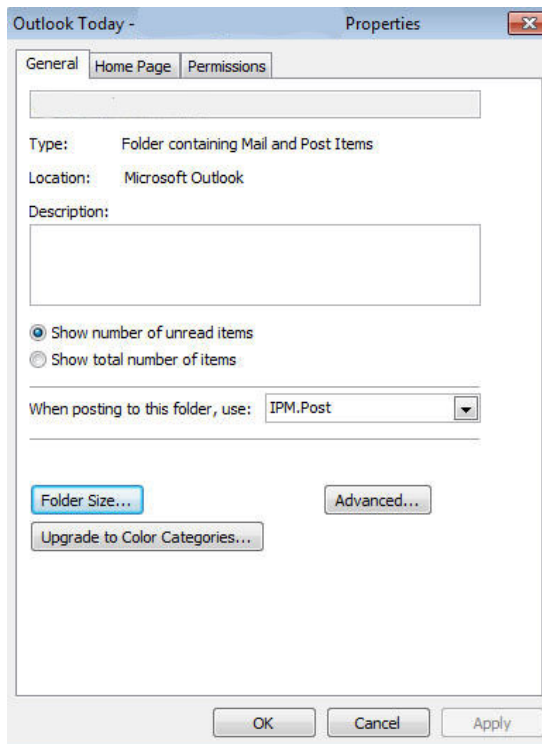 Outlook Today - Properties
General Home Page Permissions
Type: Folder containing Mail and Post Items
Location: Microsoft Outlook
Description:
Show number of unread items
Show total number of items
When posting to this folder, use: IPM.Post
Folder Size... Advanced...
Upgrade to Color Categories...
OK Cancel Apply